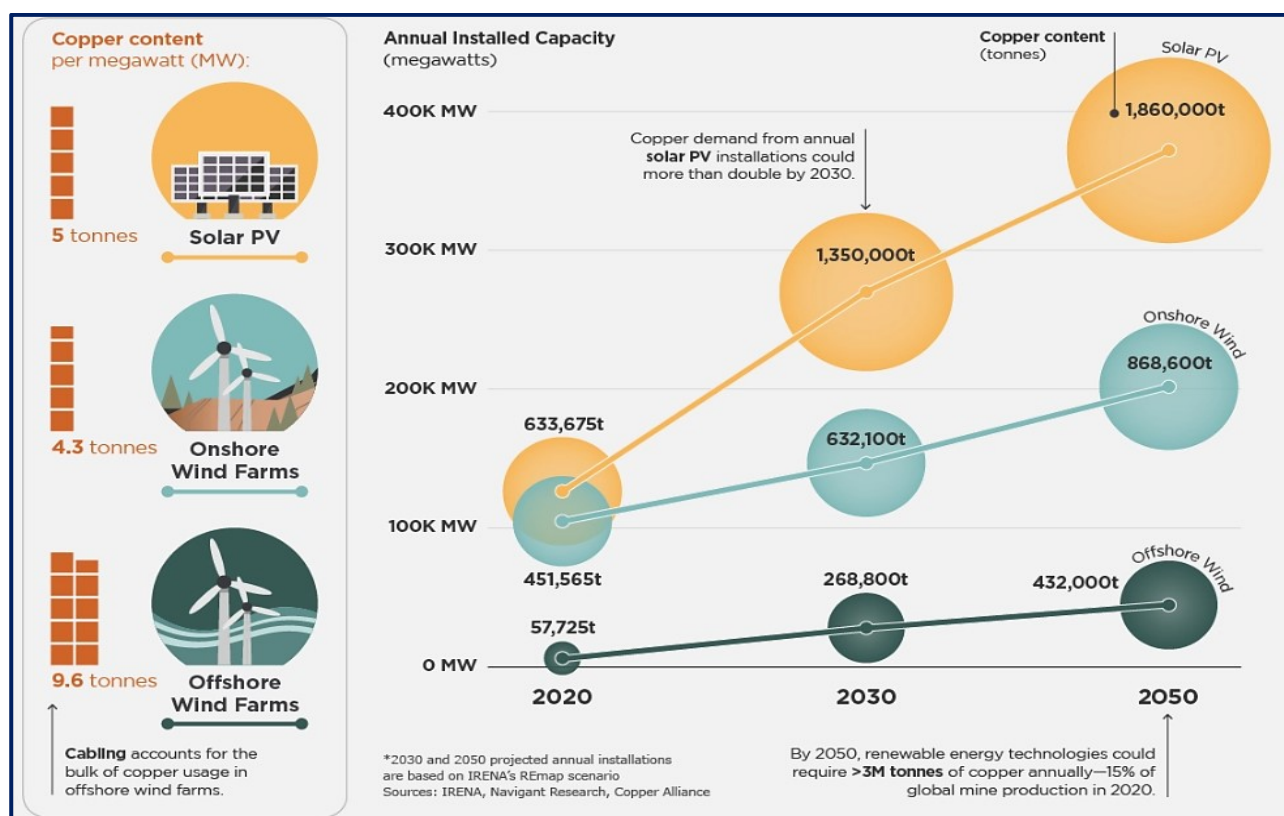 Copper content
per megawatt (MW):
5 tonnes
Solar PV
4.3 tonnes
Onshore
Wind Farms
9.6 tonnes
Offshore
Wind Farms
Cabling accounts for the
bulk of copper usage in
offshore wind farms.
Annual Installed Capacity
(megawatts)
Copper content
(tonnes)
Solar PV
400K MW
1,860,000t
Copper demand from annual
solar PV installations could
more than double by 2030.
300K MW
1,350,000t
Onshore Wind
200K MW
868,600t
633,675t
632,100t
100K MW
Offshore Wind
451,565t
268,800t
432,000t
57,725t
0 MW
2020
2030
2050
*2030 and 2050 projected annual installations
are based on IRENA's REmap scenario
Sources: IRENA, Navigant Research, Copper Alliance
By 2050, renewable energy technologies could
require >3M tonnes of copper annually—15% of
global mine production in 2020.